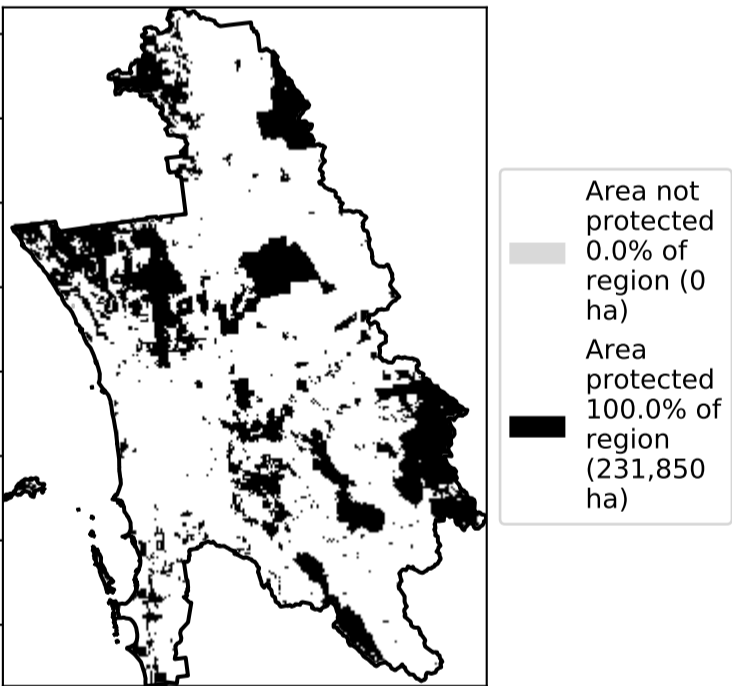 Area not
protected
0.0% of
region (0
ha)
Area
protected
100.0% of
region
(231,850
ha)